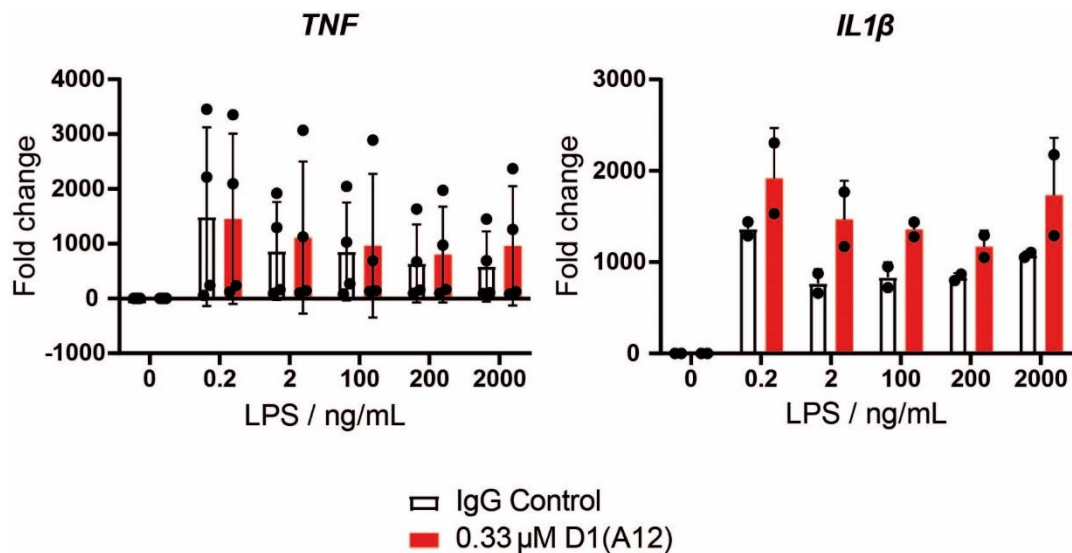 TNF
Fold change
4000
3000
2000
1000
0
-1000
0 0.2 2 100 200 2000
LPS / ng/mL
IL1β
Fold change
3000
2000
1000
0
0 0.2 2 100 200 2000
LPS / ng/mL
IgG Control
0.33 μM D1(A12)